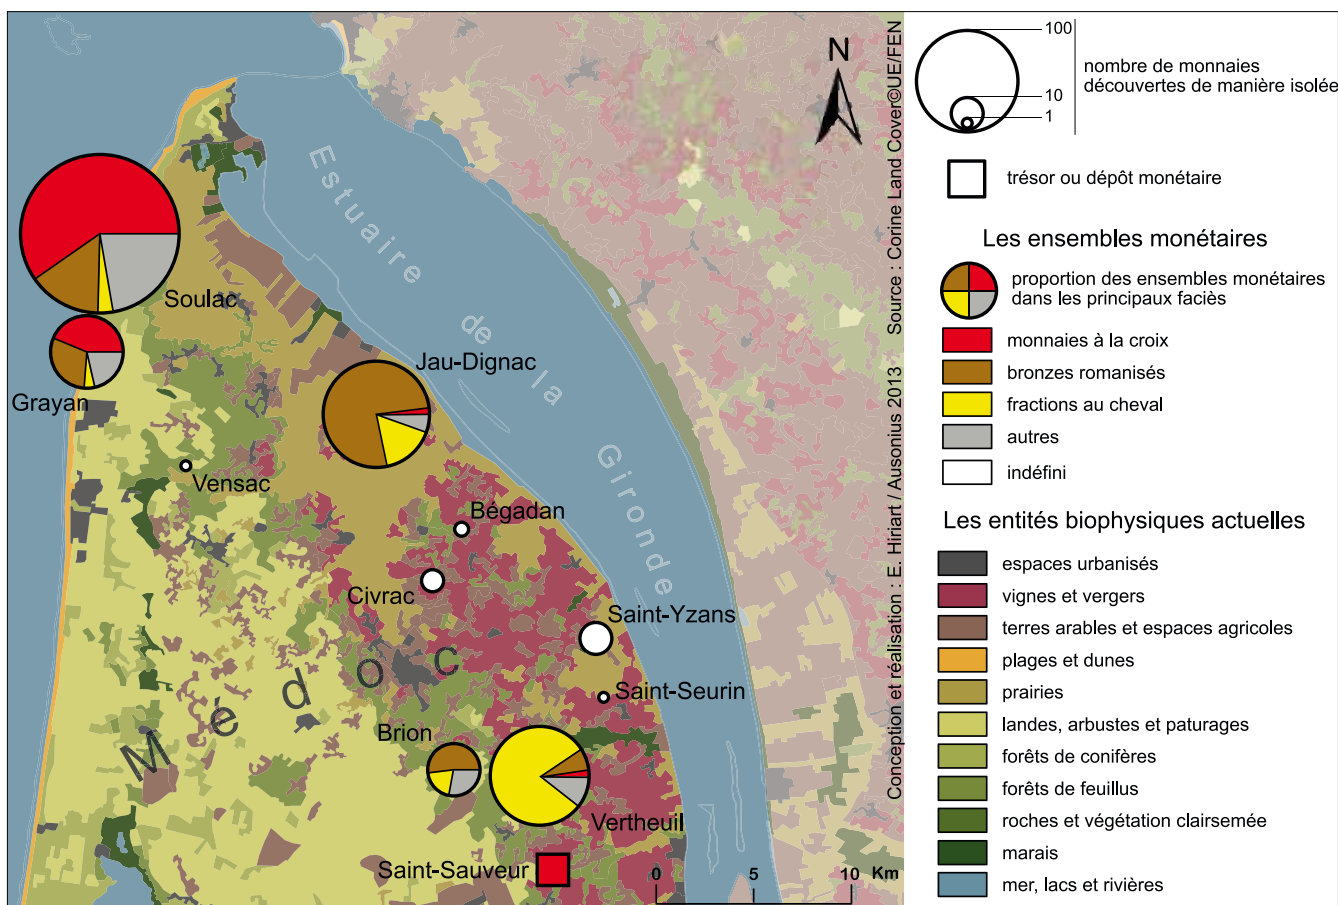 Estuaire
de la
Gironde
N
Soulac
Grayan
Jau-Dignac
Vensac
Bégadan
Civrac
Saint-Yzans
Saint-Seurin
Médoc
Brion
Vertheuil
Saint-Sauveur
0 5 10 Km
Conception et réalisation : E. Hiriart / Ausonius 2013 Source : Corine Land Cover©UE/FEN
100
10
1
nombre de monnaies
découvertes de manière isolée
trésor ou dépôt monétaire
Les ensembles monétaires
proportion des ensembles monétaires
dans les principaux faciès
monnaies à la croix
bronzes romanisés
fractions au cheval
autres
indéfini
Les entités biophysiques actuelles
espaces urbanisés
vignes et vergers
terres arables et espaces agricoles
plages et dunes
prairies
landes, arbustes et paturages
forêts de conifères
forêts de feuillus
roches et végétation clairsemée
marais
mer, lacs et rivières